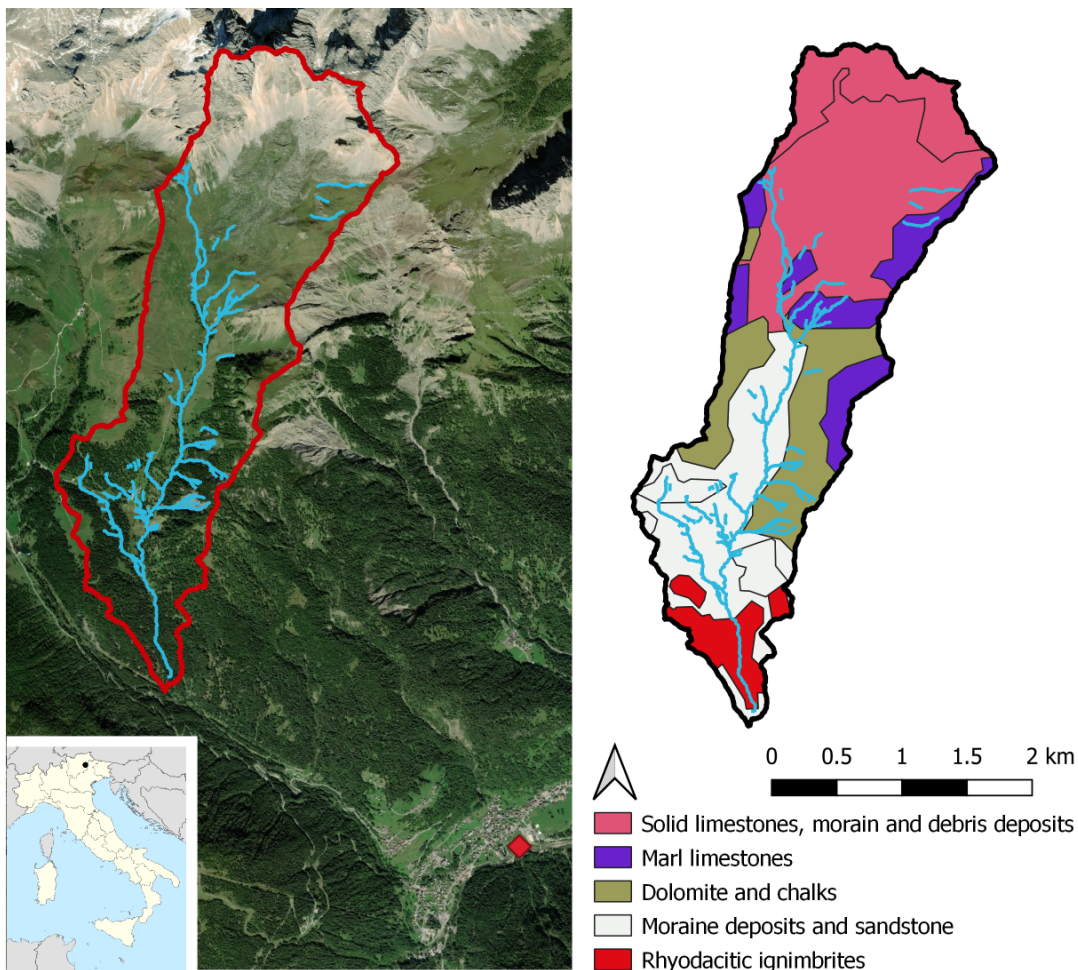 0 0.5 1 1.5 2 km
Solid limestones, morain and debris deposits
Marl limestones
Dolomite and chalks
Moraine deposits and sandstone
Rhyodacitic ignimbrites